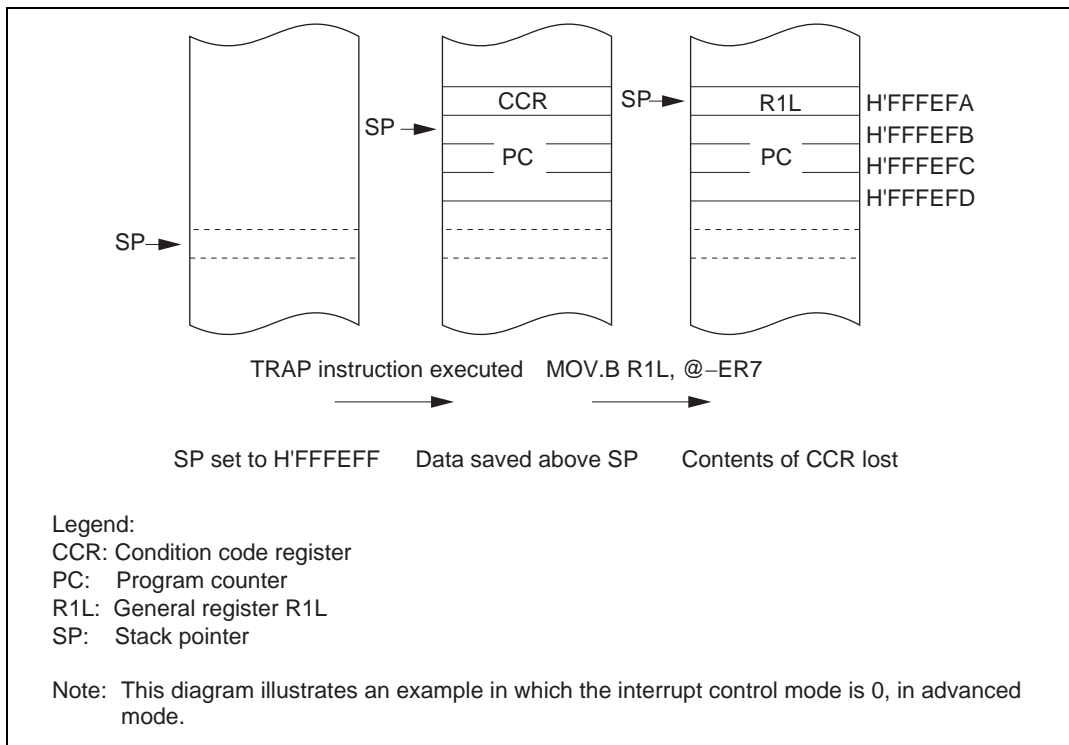 CCR
SP
R1L
H'FFFEFA
SP
H'FFFEFB
PC
PC
H'FFFEFC
H'FFFEFD
SP
TRAP instruction executed
MOV.B R1L, @−ER7
SP set to H'FFFEFF
Data saved above SP
Contents of CCR lost
Legend:
CCR: Condition code register
PC: Program counter
R1L: General register R1L
SP: Stack pointer
Note: This diagram illustrates an example in which the interrupt control mode is 0, in advanced
mode.